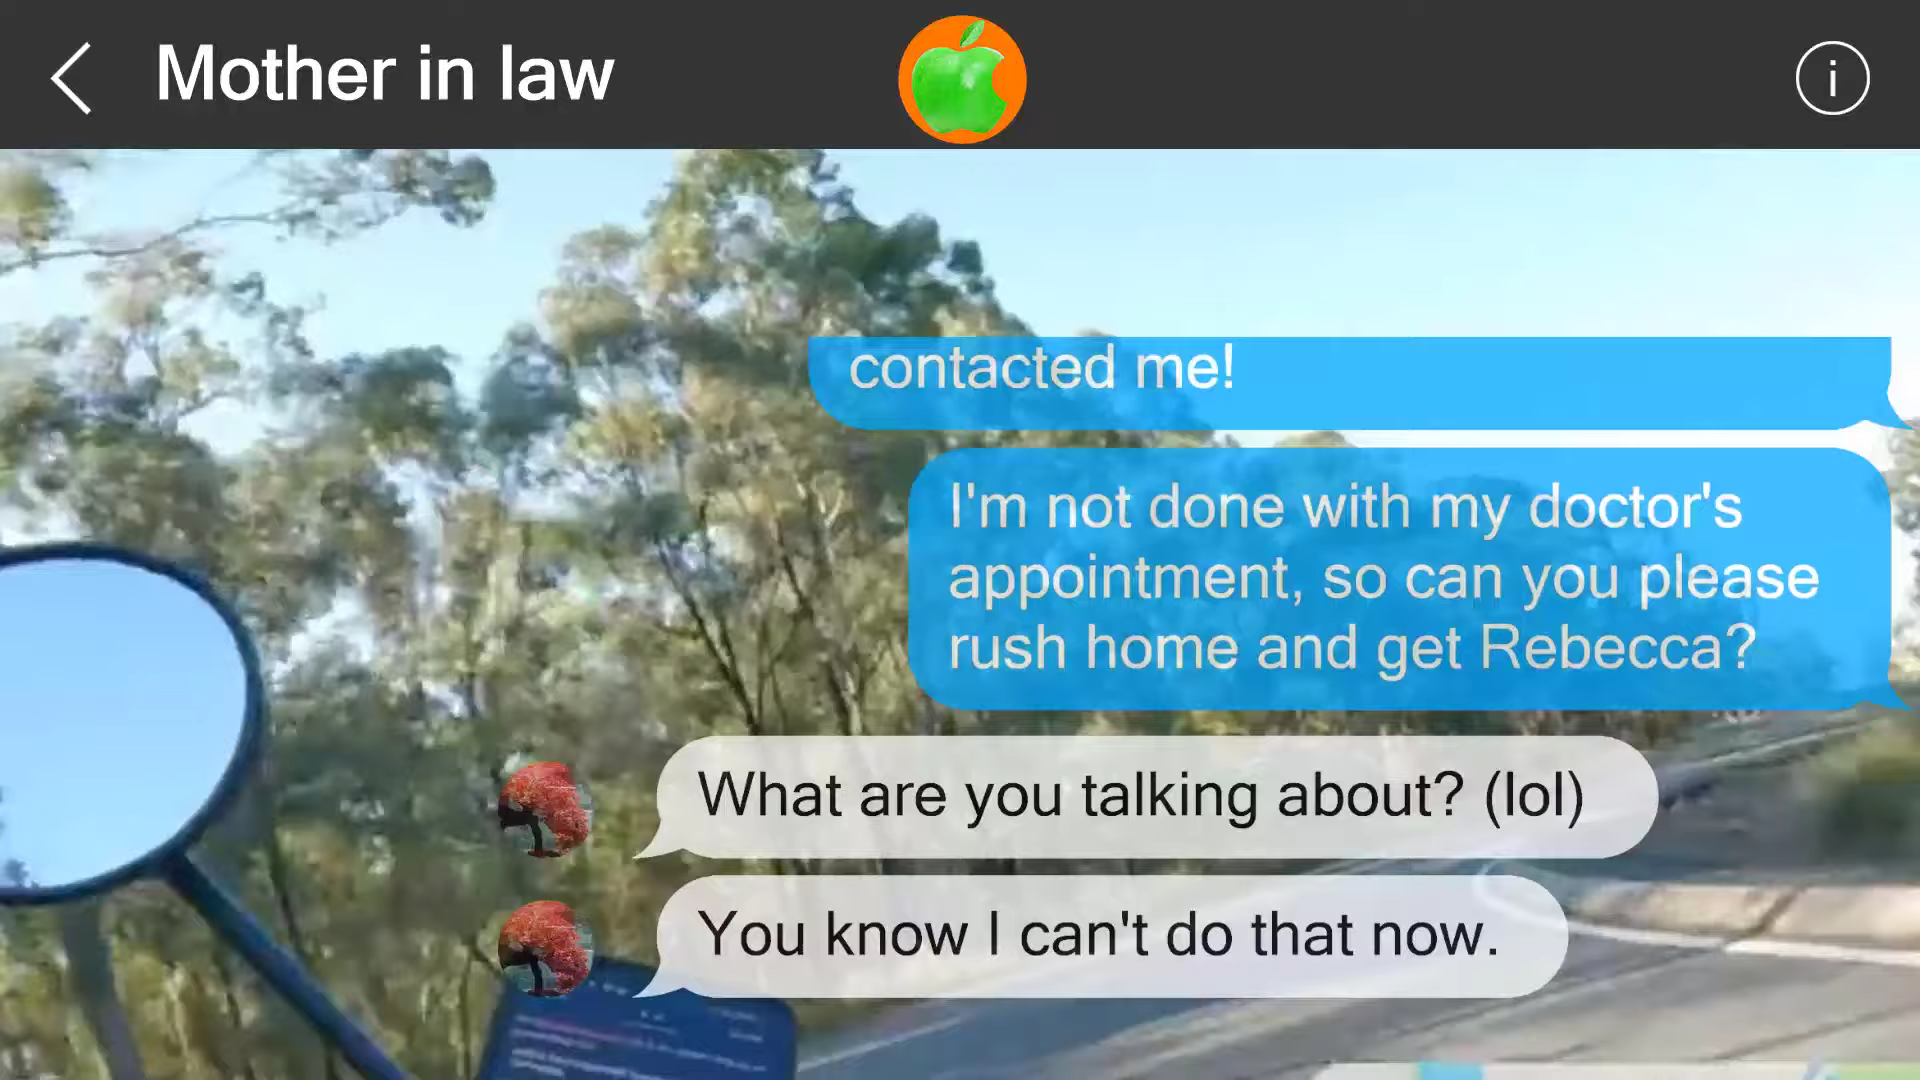 Mother in law
i
contacted me!
I'm not done with my doctor's
appointment, so can you please
rush home and get Rebecca?
What are you talking about? (lol)
You know I can't do that now.